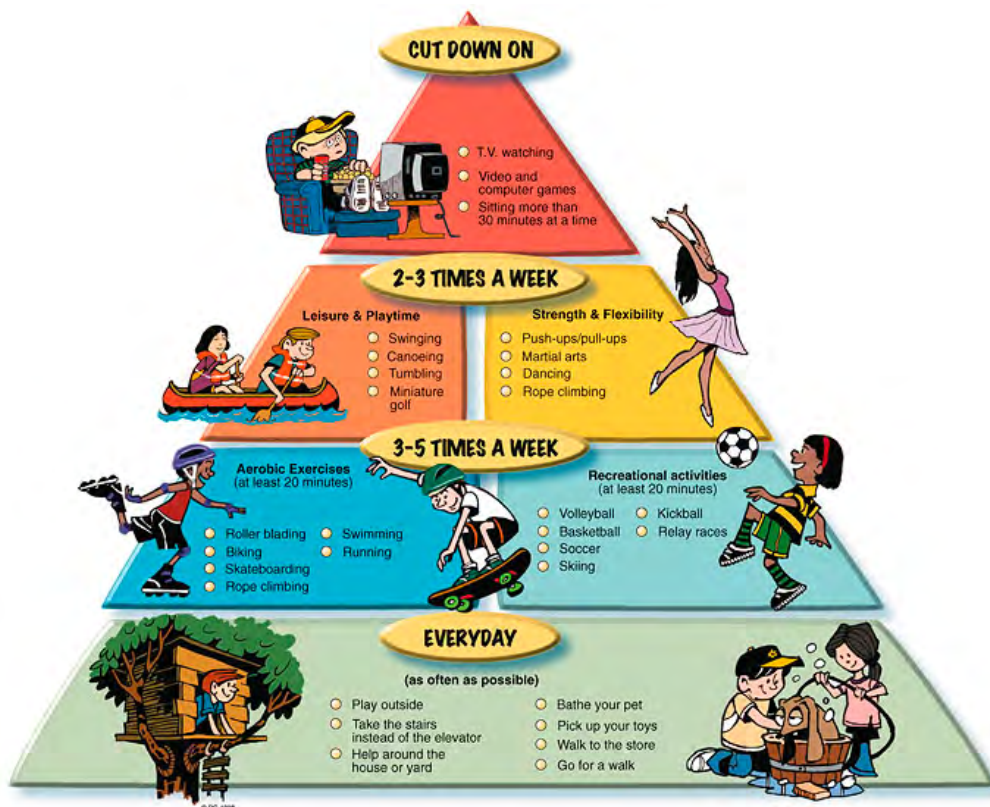 CUT DOWN ON
T.V. watching
Video and
computer games
Sitting more than
30 minutes at a time
2-3 TIMES A WEEK
Leisure & Playtime
Swinging
Canoeing
Tumbling
Miniature
golf
Strength & Flexibility
Push-ups/pull-ups
Martial arts
Dancing
Rope climbing
3-5 TIMES A WEEK
Aerobic Exercises
(at least 20 minutes)
Roller blading
Biking
Skateboarding
Rope climbing
Swimming
Running
Recreational activities
(at least 20 minutes)
Volleyball
Basketball
Soccer
Skiing
Kickball
Relay races
EVERYDAY
(as often as possible)
Play outside
Take the stairs
instead of the elevator
Help around the
house or yard
Bathe your pet
Pick up your toys
Walk to the store
Go for a walk